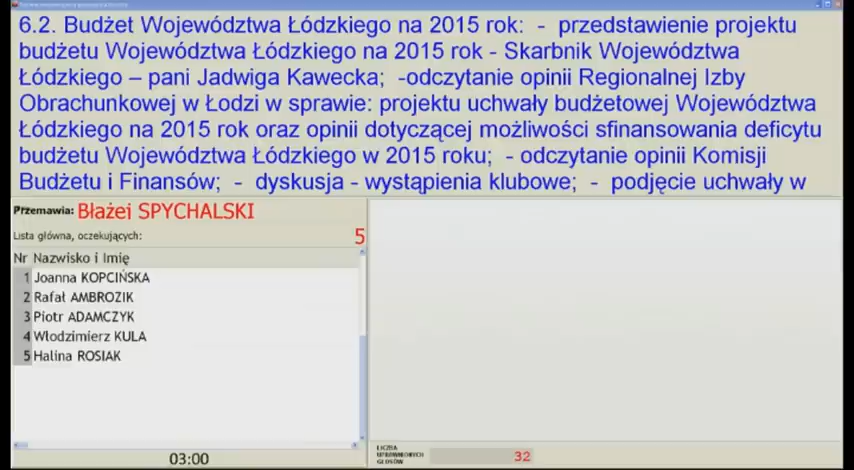 6.2. Budżet Województwa Łódzkiego na 2015 rok:  -  przedstawienie projektu
budżetu Województwa Łódzkiego na 2015 rok - Skarbnik Województwa
Łódzkiego – pani Jadwiga Kawecka;  -odczytanie opinii Regionalnej Izby
Obrachunkowej w Łodzi w sprawie: projektu uchwały budżetowej Województwa
Łódzkiego na 2015 rok oraz opinii dotyczącej możliwości sfinansowania deficytu
budżetu Województwa Łódzkiego w 2015 roku;  - odczytanie opinii Komisji
Budżetu i Finansów;  -  dyskusja - wystąpienia klubowe;  -  podjęcie uchwały w
Przemawia: Błażej SPYCHALSKI
Lista główna, oczekujących: 5
Nr Nazwisko i Imię
1 Joanna KOPCIŃSKA
2 Rafał AMBROZIK
3 Piotr ADAMCZYK
4 Włodzimierz KULA
5 Halina ROSIAK
03:00
LICZBA
UPRAWNIONYCH
GŁOSÓW
32